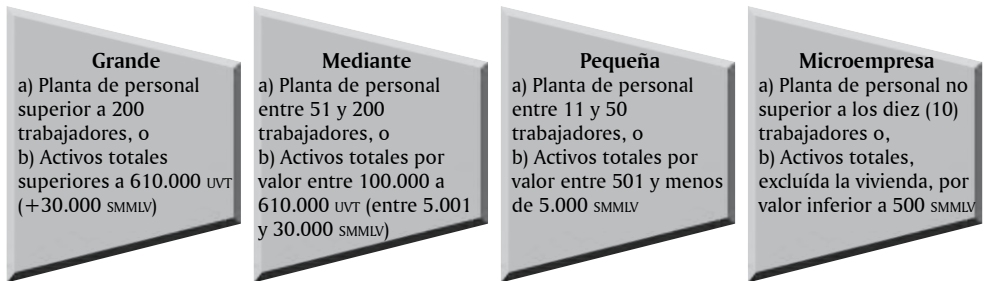 Grande
a) Planta de personal
superior a 200
trabajadores, o
b) Activos totales
superiores a 610.000 UVT
(+30.000 SMMLV)
Mediante
a) Planta de personal
entre 51 y 200
trabajadores, o
b) Activos totales por
valor entre 100.000 a
610.000 UVT (entre 5.001
y 30.000 SMMLV)
Pequeña
a) Planta de personal
entre 11 y 50
trabajadores, o
b) Activos totales por
valor entre 501 y menos
de 5.000 SMMLV
Microempresa
a) Planta de personal no
superior a los diez (10)
trabajadores o,
b) Activos totales,
excluída la vivienda, por
valor inferior a 500 SMMLV